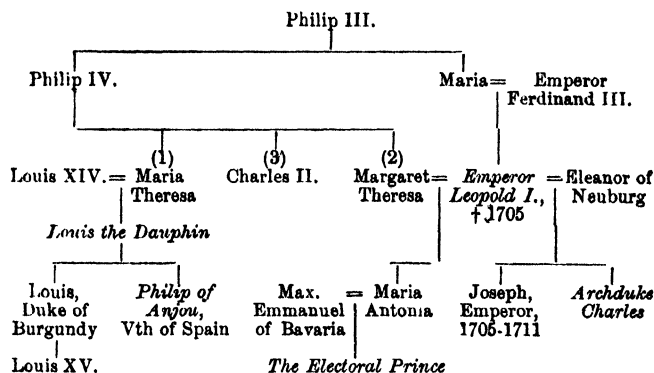 Philip III.
Philip IV.
Maria = Emperor
Ferdinand III.
(1) (3) (2)
Louis XIV. = Maria Charles II. Margaret = Emperor = Eleanor of
Theresa Theresa Leopold I., Neuburg
† 1705
Louis the Dauphin
Louis, Philip of Max. = Maria Joseph, Archduke
Duke of Anjou, Emmanuel Antonia Emperor, Charles
Burgundy Vth of Spain of Bavaria 1705-1711
Louis XV. The Electoral Prince